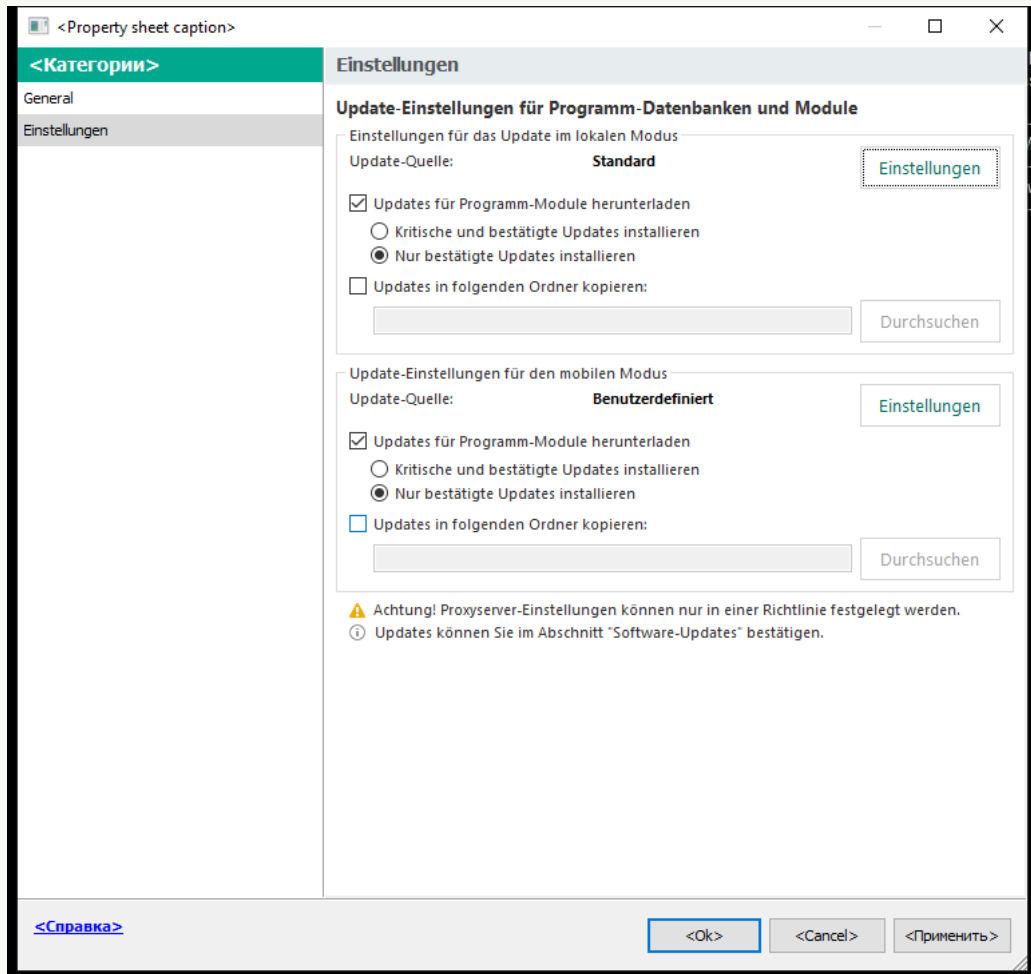 <Property sheet caption>
<Категории>
General
Einstellungen
Einstellungen
Update-Einstellungen für Programm-Datenbanken und Module
Einstellungen für das Update im lokalen Modus
Update-Quelle: Standard Einstellungen
Updates für Programm-Module herunterladen
Kritische und bestätigte Updates installieren
Nur bestätigte Updates installieren
Updates in folgenden Ordner kopieren:
Durchsuchen
Update-Einstellungen für den mobilen Modus
Update-Quelle: Benutzerdefiniert Einstellungen
Updates für Programm-Module herunterladen
Kritische und bestätigte Updates installieren
Nur bestätigte Updates installieren
Updates in folgenden Ordner kopieren:
Durchsuchen
Achtung! Proxyserver-Einstellungen können nur in einer Richtlinie festgelegt werden.
Updates können Sie im Abschnitt "Software-Updates" bestätigen.
<Справка>
<Ok> <Cancel> <Применить>